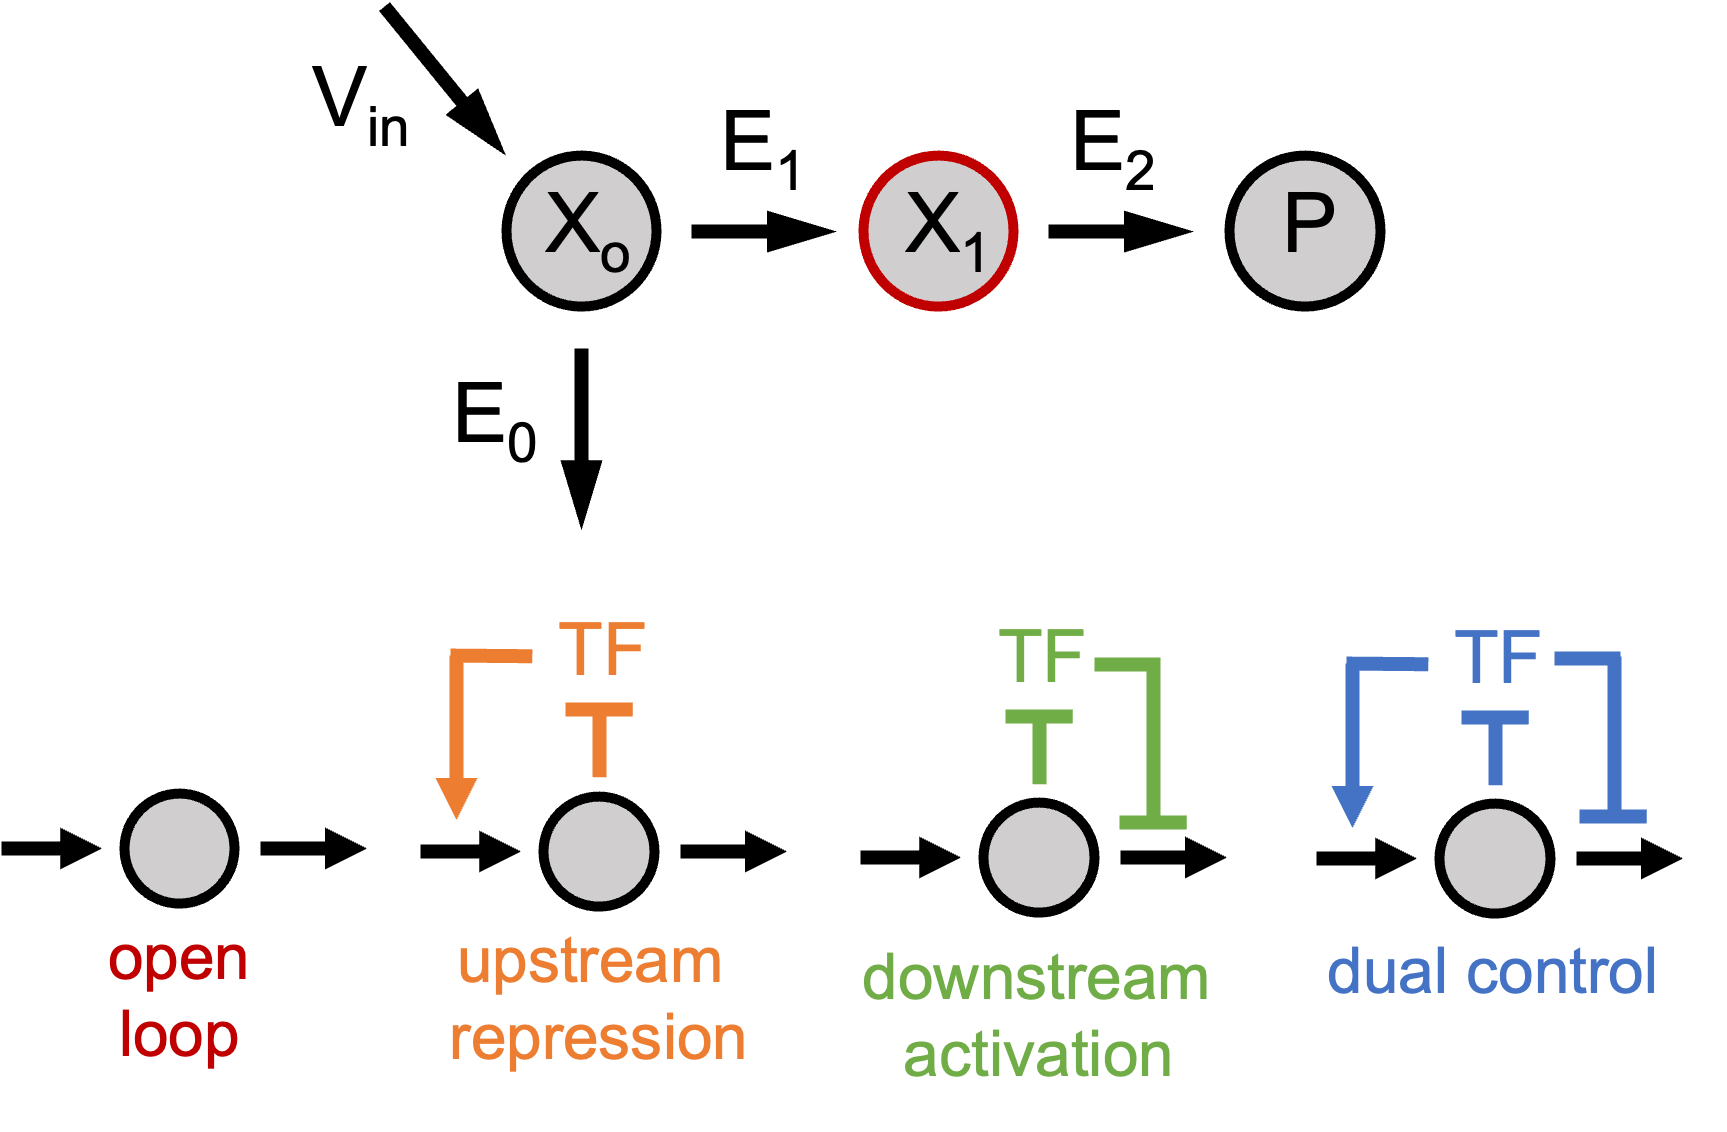 Vin
E1
E2
Xo
X1
P
E0
TF
TF
TF
open
loop
upstream
repression
downstream
activation
dual control